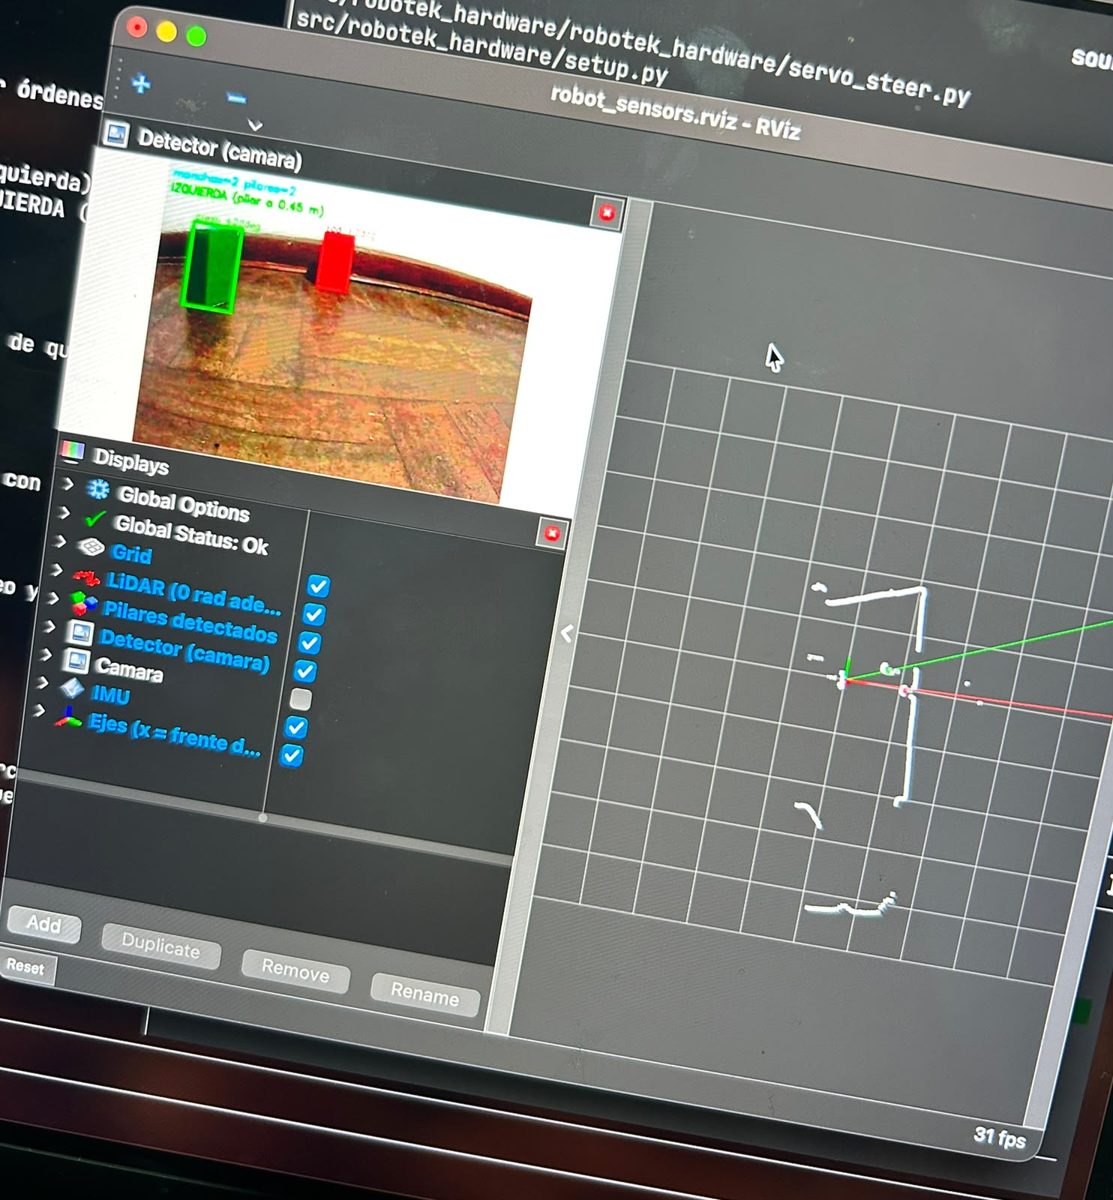 robotek_hardware/robotek_hardware/servo_steer.py
src/robotek_hardware/setup.py
sou
órdenes
quierda)
UIERDA (
de qu
con
robot_sensors.rviz - RViz
Detector (camara)
manchas=2 pilares=2
IZQUIERDA (pilar a 0.45 m)
Displays
Global Options
Global Status: Ok
Grid
LiDAR (0 rad ade...
Pilares detectados
Detector (camara)
Camara
IMU
Ejes (x = frente d...
Add
Duplicate
Remove
Rename
Reset
31 fps